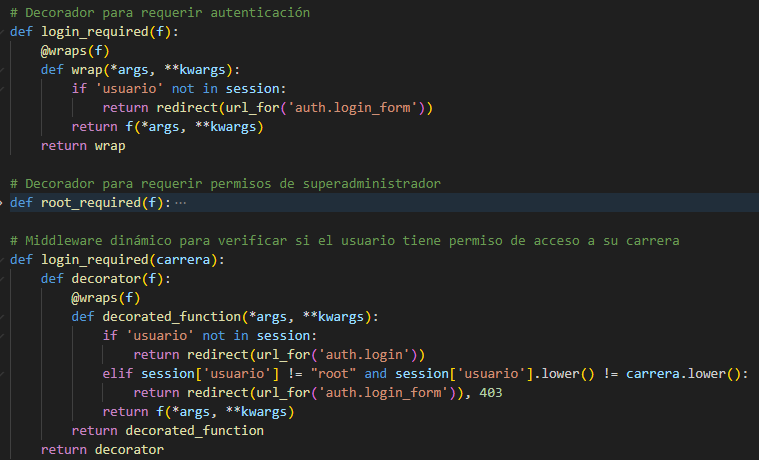 # Decorador para requerir autenticación
def login_required(f):
    @wraps(f)
    def wrap(*args, **kwargs):
        if 'usuario' not in session:
            return redirect(url_for('auth.login_form'))
        return f(*args, **kwargs)
    return wrap

# Decorador para requerir permisos de superadministrador
def root_required(f): ···

# Middleware dinámico para verificar si el usuario tiene permiso de acceso a su carrera
def login_required(carrera):
    def decorator(f):
        @wraps(f)
        def decorated_function(*args, **kwargs):
            if 'usuario' not in session:
                return redirect(url_for('auth.login'))
            elif session['usuario'] != "root" and session['usuario'].lower() != carrera.lower():
                return redirect(url_for('auth.login_form')), 403
            return f(*args, **kwargs)
        return decorated_function
    return decorator